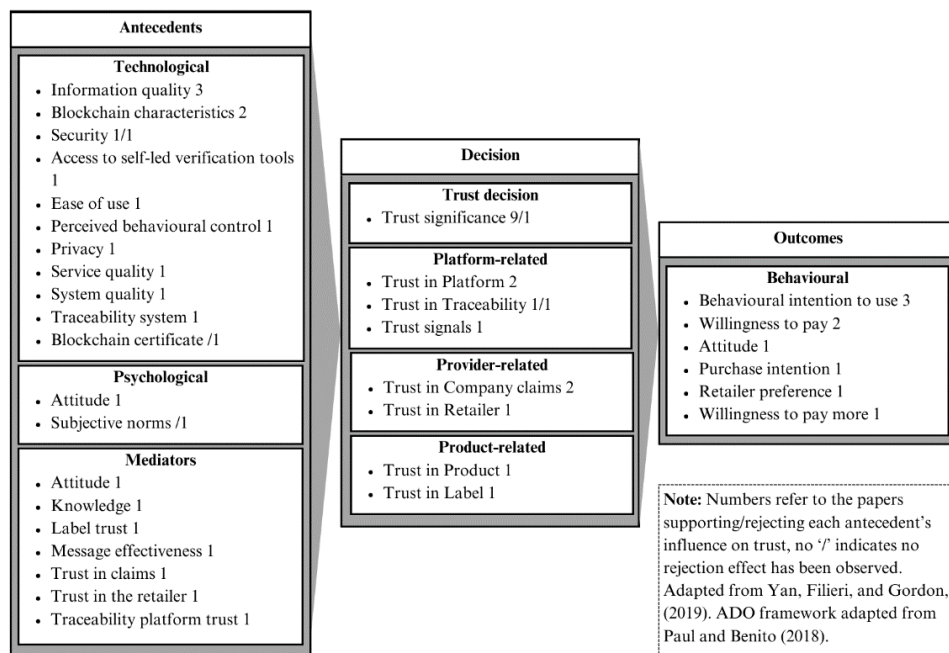 Antecedents
Technological
• Information quality 3
• Blockchain characteristics 2
• Security 1/1
• Access to self-led verification tools
1
• Ease of use 1
• Perceived behavioural control 1
• Privacy 1
• Service quality 1
• System quality 1
• Traceability system 1
• Blockchain certificate /1
Psychological
• Attitude 1
• Subjective norms /1
Mediators
• Attitude 1
• Knowledge 1
• Label trust 1
• Message effectiveness 1
• Trust in claims 1
• Trust in the retailer 1
• Traceability platform trust 1
Decision
Trust decision
• Trust significance 9/1
Platform-related
• Trust in Platform 2
• Trust in Traceability 1/1
• Trust signals 1
Provider-related
• Trust in Company claims 2
• Trust in Retailer 1
Product-related
• Trust in Product 1
• Trust in Label 1
Outcomes
Behavioural
• Behavioural intention to use 3
• Willingness to pay 2
• Attitude 1
• Purchase intention 1
• Retailer preference 1
• Willingness to pay more 1
Note: Numbers refer to the papers
supporting/rejecting each antecedent's
influence on trust, no ‘/’ indicates no
rejection effect has been observed.
Adapted from Yan, Filieri, and Gordon,
(2019). ADO framework adapted from
Paul and Benito (2018).